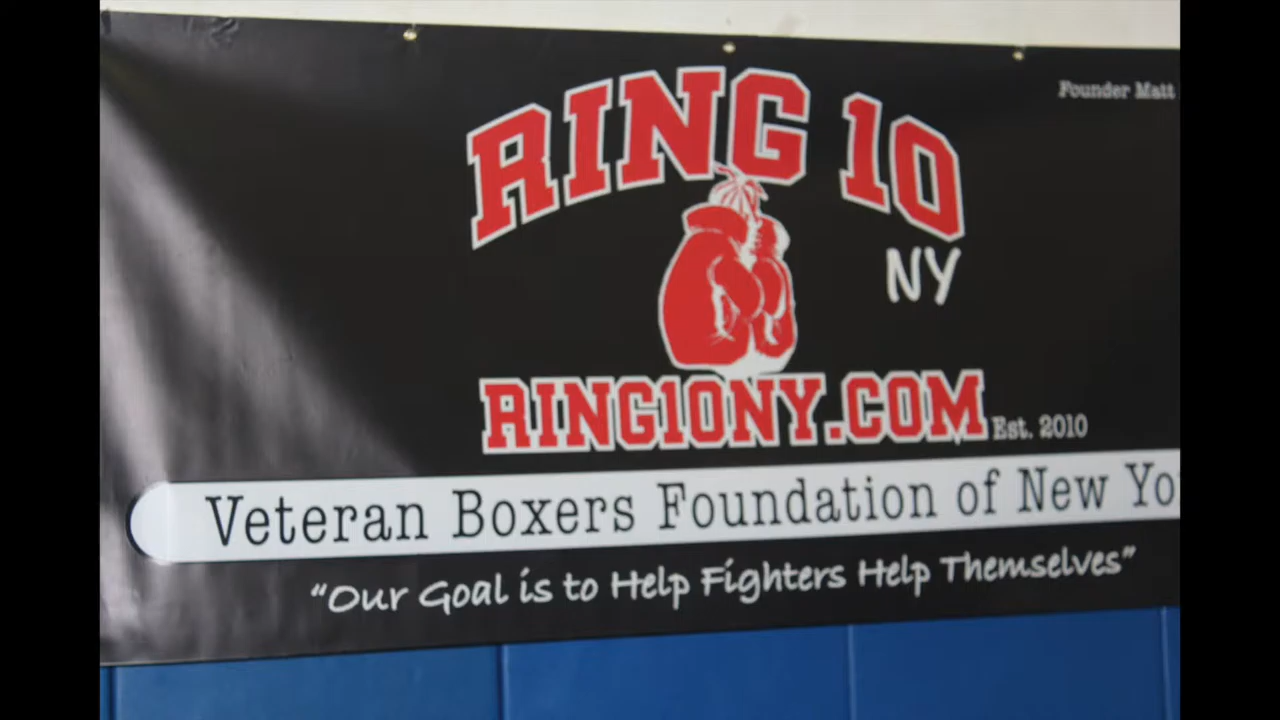 Founder Matt
RING 10
NY
RING10NY.COM Est. 2010
Veteran Boxers Foundation of New Yo
"Our Goal is to Help Fighters Help Themselves"